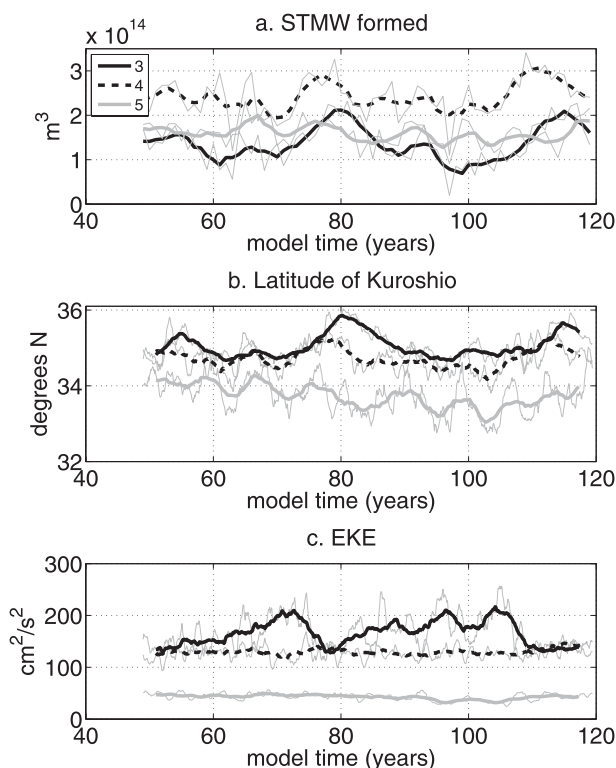 a. STMW formed
x 10^14
3
4
5
m^3
3
2
1
0
40 60 80 100 120
model time (years)
b. Latitude of Kuroshio
degrees N
36
34
32
40 60 80 100 120
model time (years)
c. EKE
cm^2/s^2
300
200
100
0
40 60 80 100 120
model time (years)